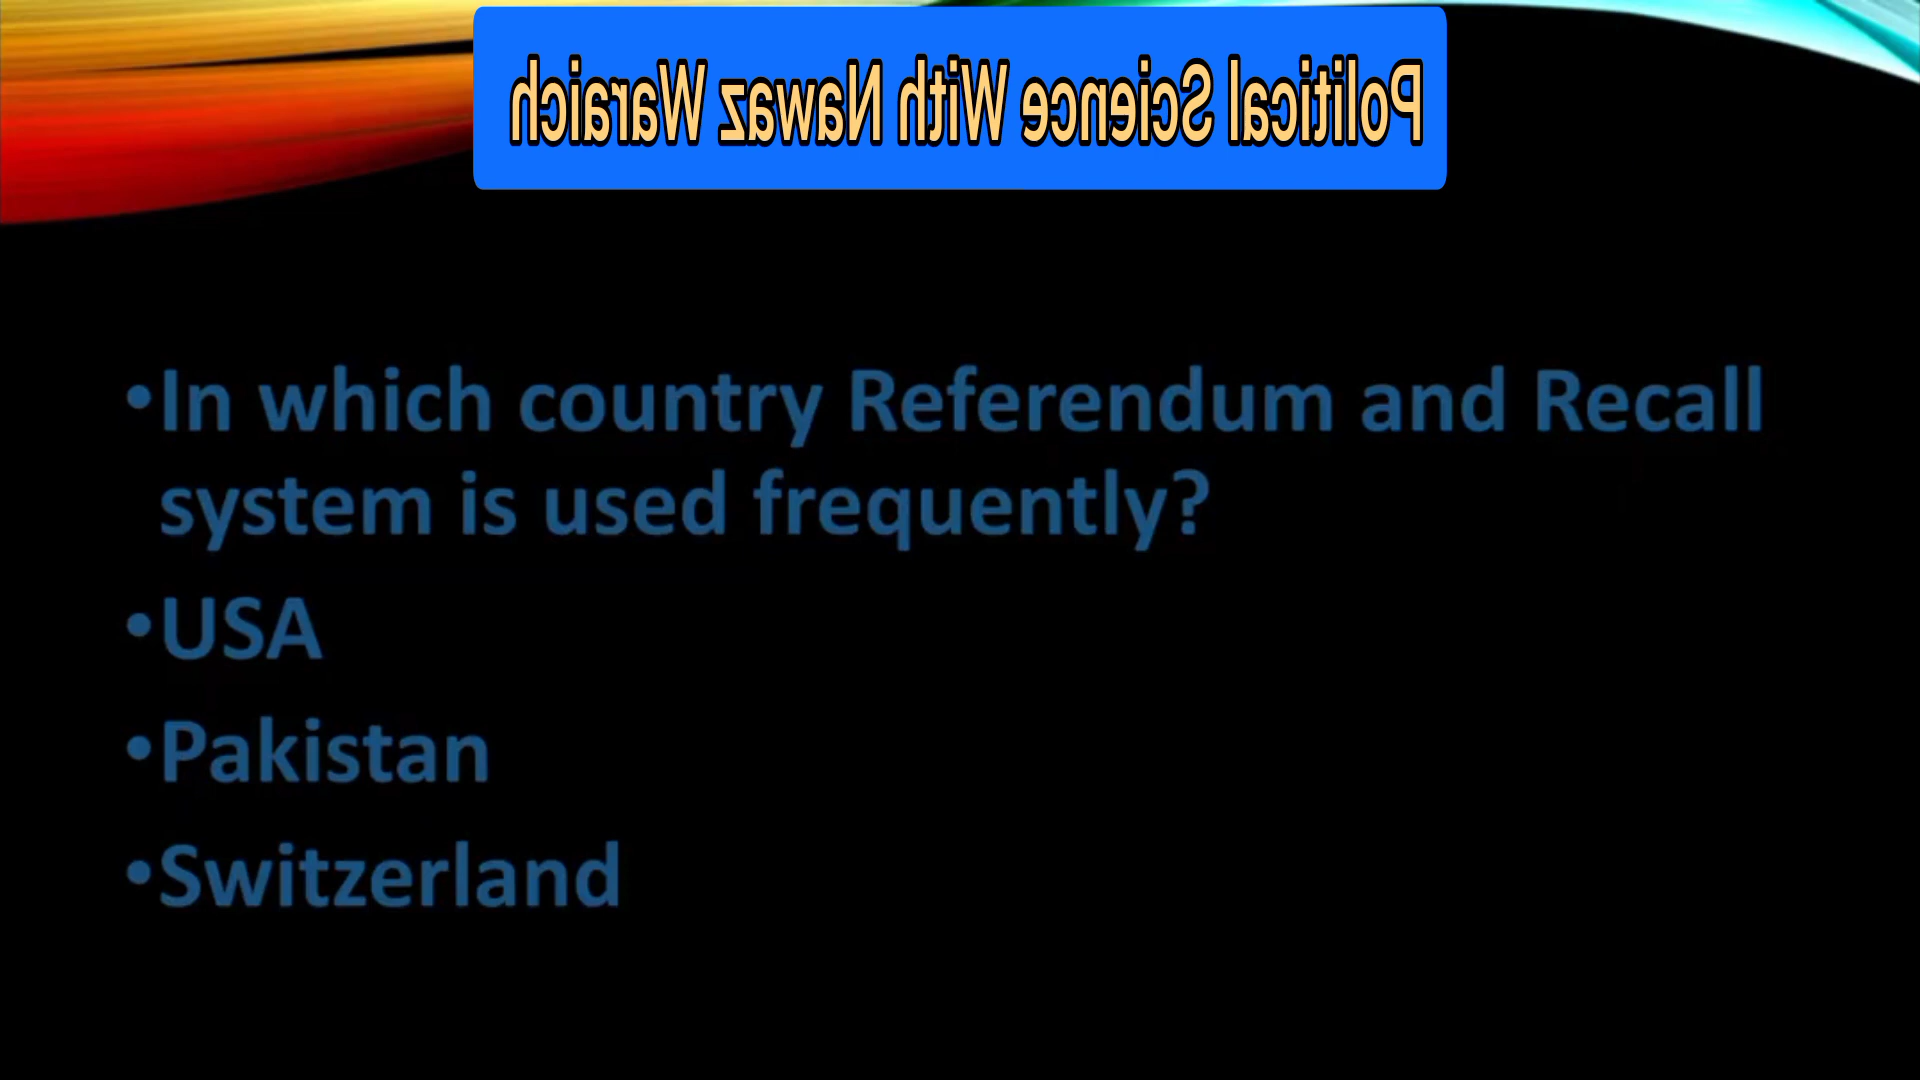 Political Science With Nawaz Waraich
•In which country Referendum and Recall
system is used frequently?
•USA
•Pakistan
•Switzerland